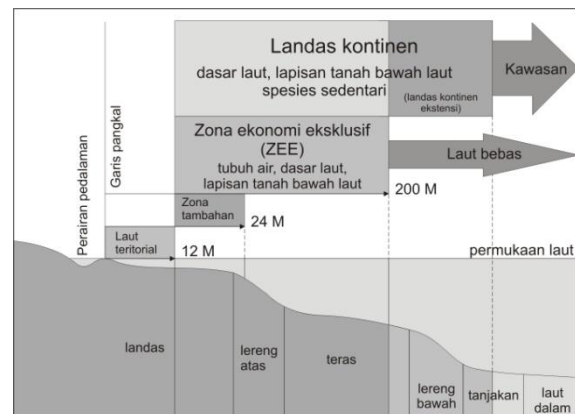 Landas kontinen
dasar laut, lapisan tanah bawah laut
spesies sedentari
(landas kontinen
ekstensi)
Kawasan
Perairan pedalaman
Garis pangkal
Zona ekonomi eksklusif
(ZEE)
tubuh air, dasar laut,
lapisan tanah bawah laut
Laut bebas
200 M
Zona
tambahan
24 M
Laut
teritorial
12 M
permukaan laut
landas
lereng
atas
teras
lereng
bawah
tanjakan
laut
dalam